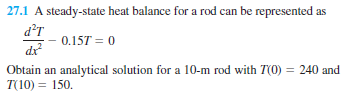 27.1 A steady-state heat balance for a rod can be represented as
d²T/dx² − 0.15T = 0
Obtain an analytical solution for a 10-m rod with T(0) = 240 and
T(10) = 150.